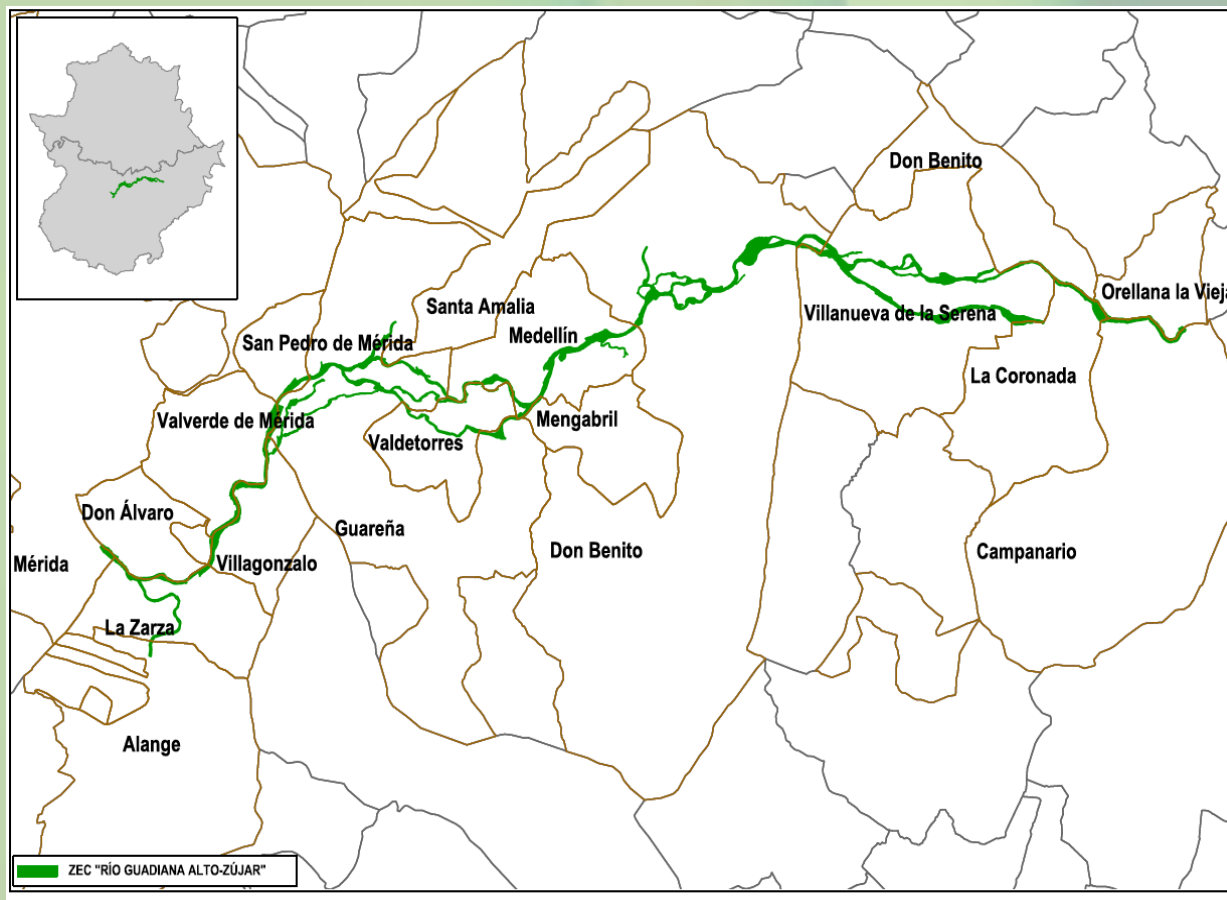 Don Benito
Orellana la Vieja
Santa Amalia
Villanueva de la Serena
Medellín
San Pedro de Mérida
La Coronada
Valverde de Mérida
Mengabril
Valdetorres
Don Álvaro
Guareña
Don Benito
Campanario
Mérida
Villagonzalo
La Zarza
Alange
ZEC "RÍO GUADIANA ALTO-ZÚJAR"